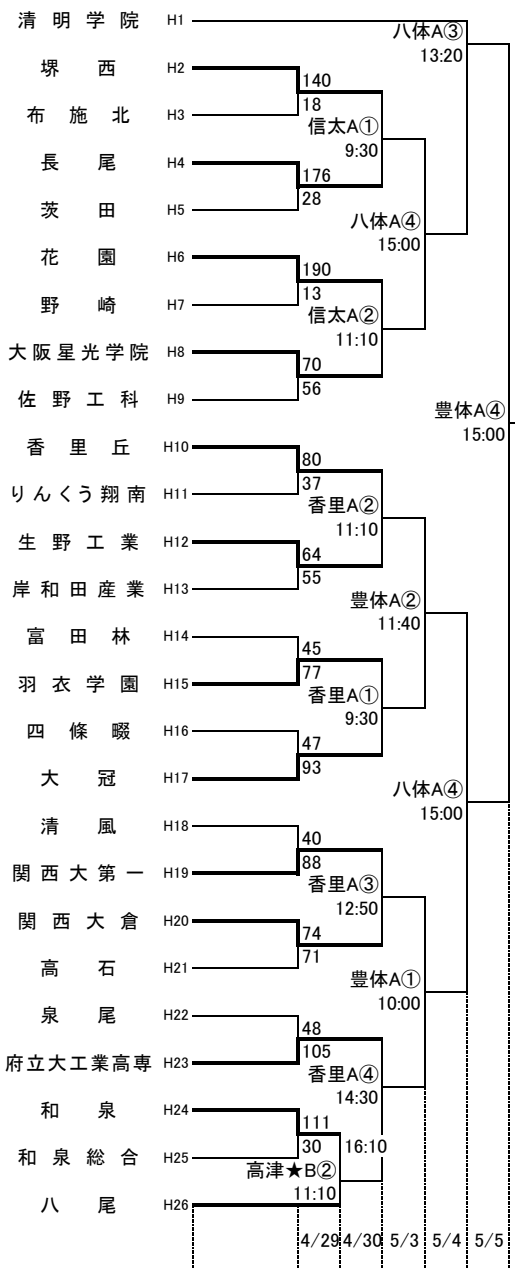 清明学院 H1
八体A③
13:20
堺西 H2
140
布施北 H3
18
信太A①
9:30
長尾 H4
176
茨田 H5
28
八体A④
15:00
花園 H6
190
野崎 H7
13
信太A②
11:10
大阪星光学院 H8
70
佐野工科 H9
56
豊体A④
15:00
香里丘 H10
80
りんくう翔南 H11
37
香里A②
11:10
生野工業 H12
64
岸和田産業 H13
55
豊体A②
11:40
富田林 H14
45
羽衣学園 H15
77
香里A①
9:30
四條畷 H16
47
大冠 H17
93
八体A④
15:00
清風 H18
40
関西大第一 H19
88
香里A③
12:50
関西大倉 H20
74
高石 H21
71
豊体A①
10:00
泉尾 H22
48
府立大工業高専 H23
105
香里A④
14:30
和泉 H24
111
和泉総合 H25
30
16:10
高津★B②
11:10
八尾 H26
4/29 4/30 5/3 5/4 5/5